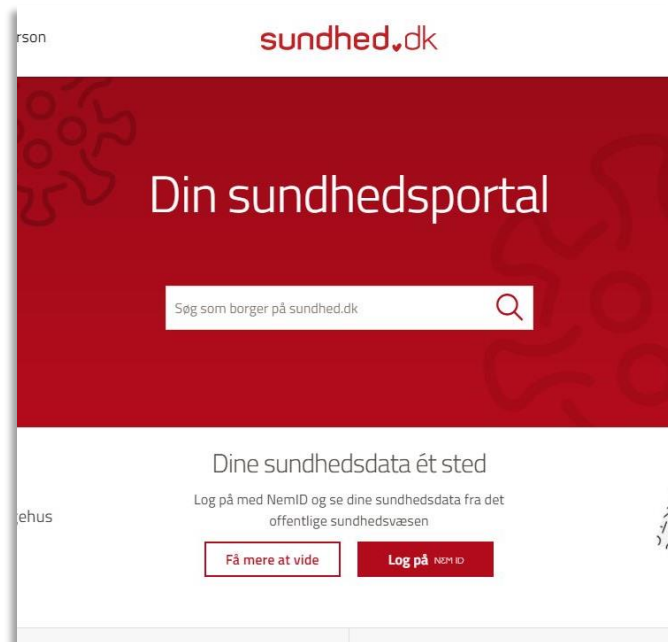 rson
sundhed.dk
Din sundhedsportal
Søg som borger på sundhed.dk
Dine sundhedsdata ét sted
Log på med NemID og se dine sundhedsdata fra det
offentlige sundhedsvæsen
gehus
Få mere at vide
Log på NEM ID